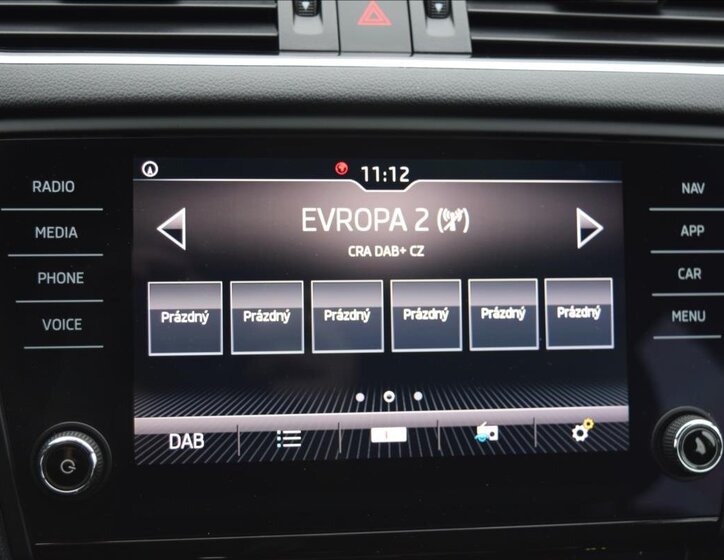 11:12
RADIO
MEDIA
PHONE
VOICE
EVROPA 2
CRA DAB+ CZ
Prázdný Prázdný Prázdný Prázdný Prázdný Prázdný
DAB
NAV
APP
CAR
MENU